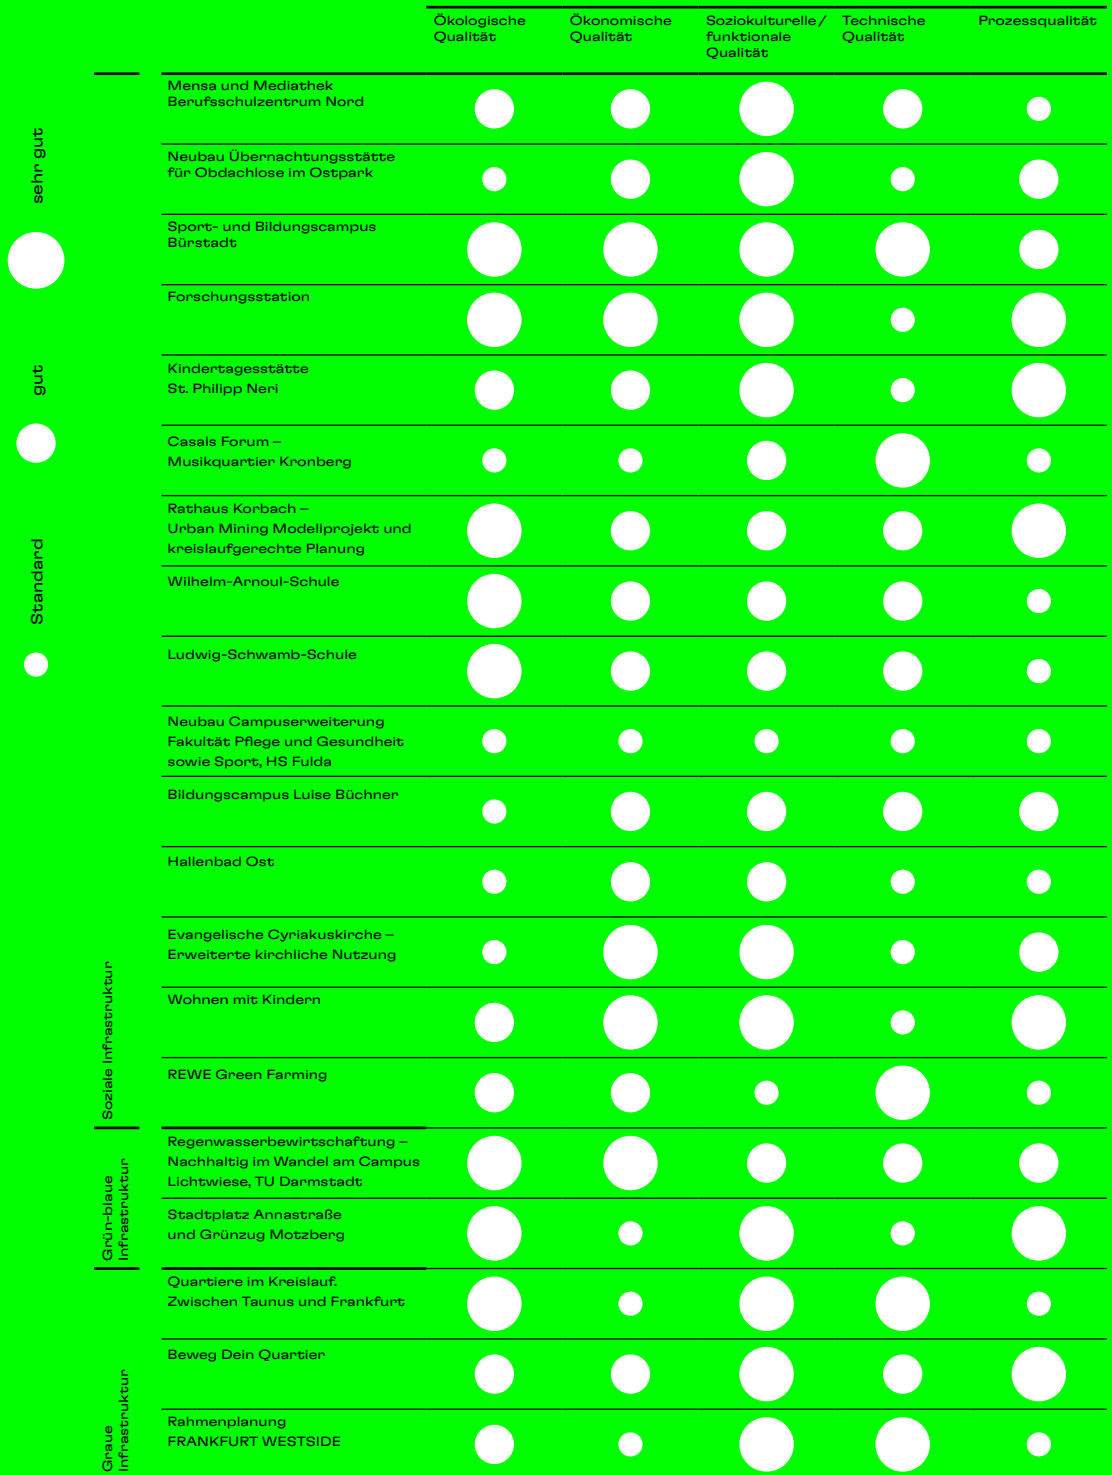 Ökologische
Qualität
Ökonomische
Qualität
Soziokulturelle/
funktionale
Qualität
Technische
Qualität
Prozessqualität
sehr gut
gut
Standard
Soziale Infrastruktur
Mensa und Mediathek
Berufsschulzentrum Nord
Neubau Übernachtungsstätte
für Obdachlose im Ostpark
Sport- und Bildungscampus
Bürstadt
Forschungsstation
Kindertagesstätte
St. Philipp Neri
Casals Forum –
Musikquartier Kronberg
Rathaus Korbach –
Urban Mining Modellprojekt und
kreislaufgerechte Planung
Wilhelm-Arnoul-Schule
Ludwig-Schwamb-Schule
Neubau Campuserweiterung
Fakultät Pflege und Gesundheit
sowie Sport, HS Fulda
Bildungscampus Luise Büchner
Hallenbad Ost
Evangelische Cyriakuskirche –
Erweiterte kirchliche Nutzung
Wohnen mit Kindern
REWE Green Farming
Grün-blaue
Infrastruktur
Regenwasserbewirtschaftung –
Nachhaltig im Wandel am Campus
Lichtwiese, TU Darmstadt
Stadtplatz Annastraße
und Grünzug Motzberg
Graue
Infrastruktur
Quartiere im Kreislauf.
Zwischen Taunus und Frankfurt
Beweg Dein Quartier
Rahmenplanung
FRANKFURT WESTSIDE